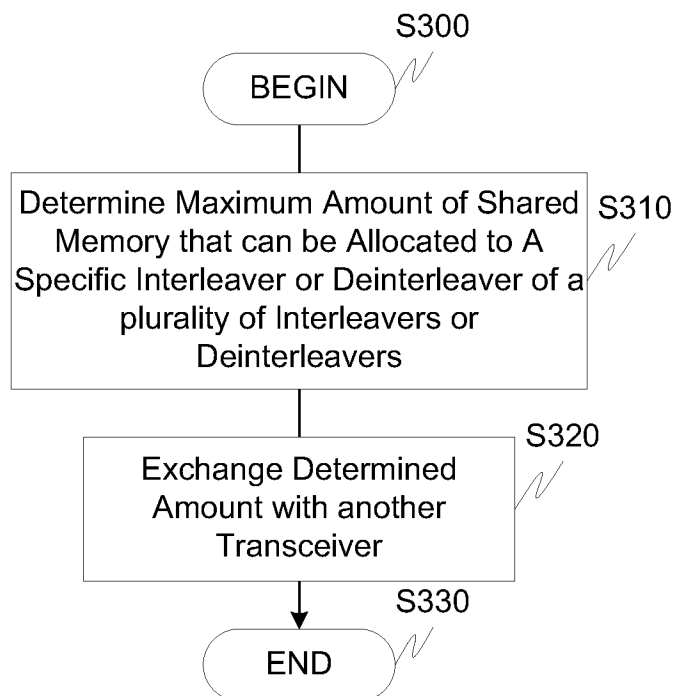 S300
BEGIN
Determine Maximum Amount of Shared
Memory that can be Allocated to A
Specific Interleaver or Deinterleaver of a
plurality of Interleavers or
Deinterleavers
S310
S320
Exchange Determined
Amount with another
Transceiver
S330
END